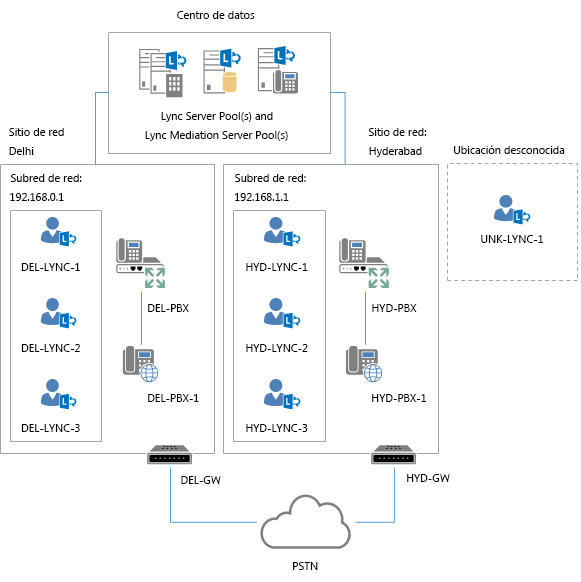 Centro de datos
Lync Server Pool(s) and
Lync Mediation Server Pool(s)
Sitio de red
Delhi
Sitio de red:
Hyderabad
Ubicación desconocida
Subred de red:
192.168.0.1
DEL-LYNC-1
DEL-LYNC-2
DEL-LYNC-3
DEL-PBX
DEL-PBX-1
DEL-GW
Subred de red:
192.168.1.1
HYD-LYNC-1
HYD-LYNC-2
HYD-LYNC-3
HYD-PBX
HYD-PBX-1
HYD-GW
UNK-LYNC-1
PSTN